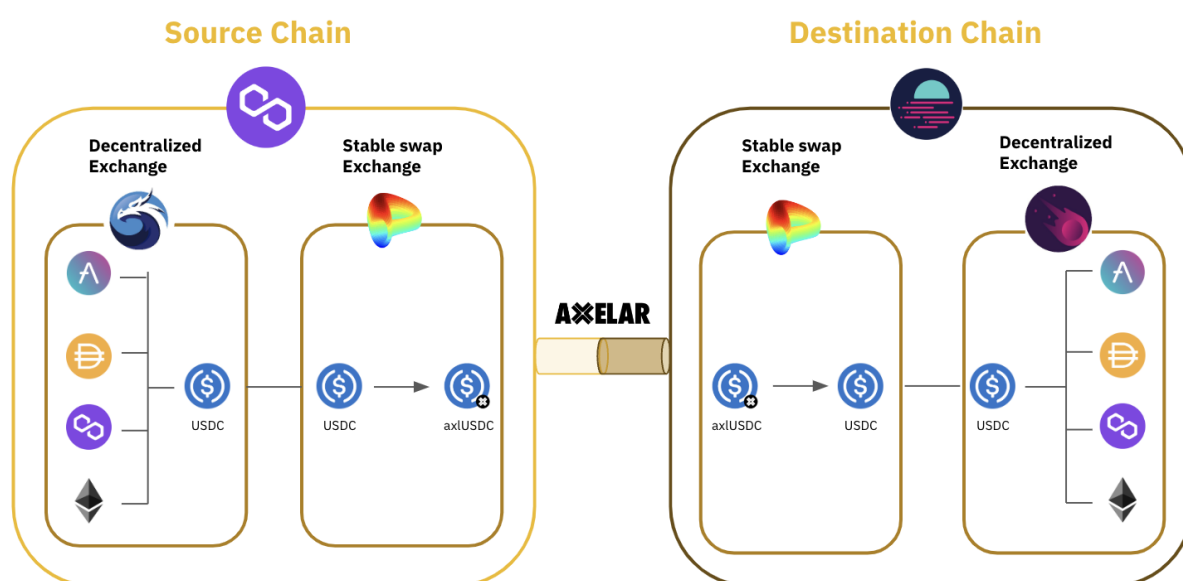 Source Chain
Destination Chain
Decentralized
Exchange
Stable swap
Exchange
Stable swap
Exchange
Decentralized
Exchange
AXELAR
USDC
USDC
axlUSDC
axlUSDC
USDC
USDC